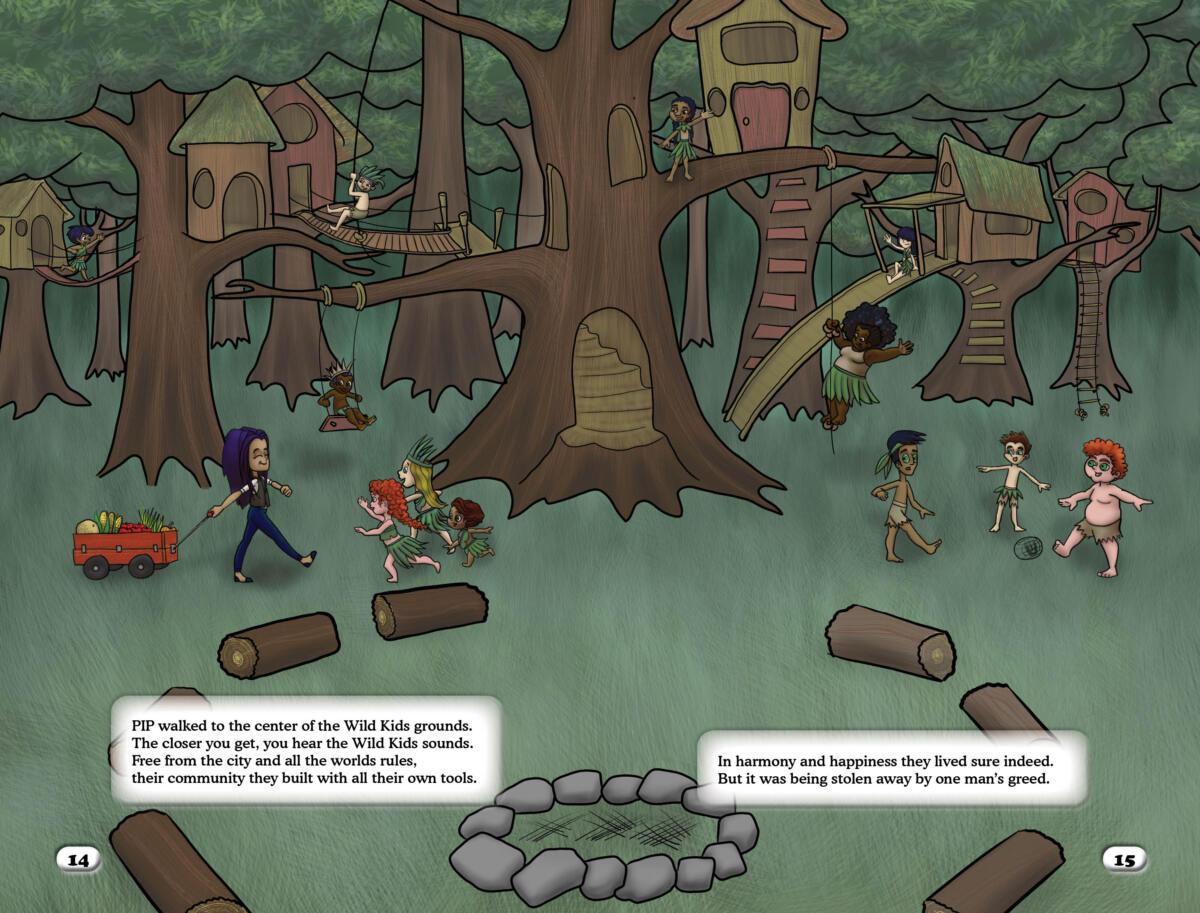 PIP walked to the center of the Wild Kids grounds.
The closer you get, you hear the Wild Kids sounds.
Free from the city and all the worlds rules,
their community they built with all their own tools.
In harmony and happiness they lived sure indeed.
But it was being stolen away by one man's greed.
14
15